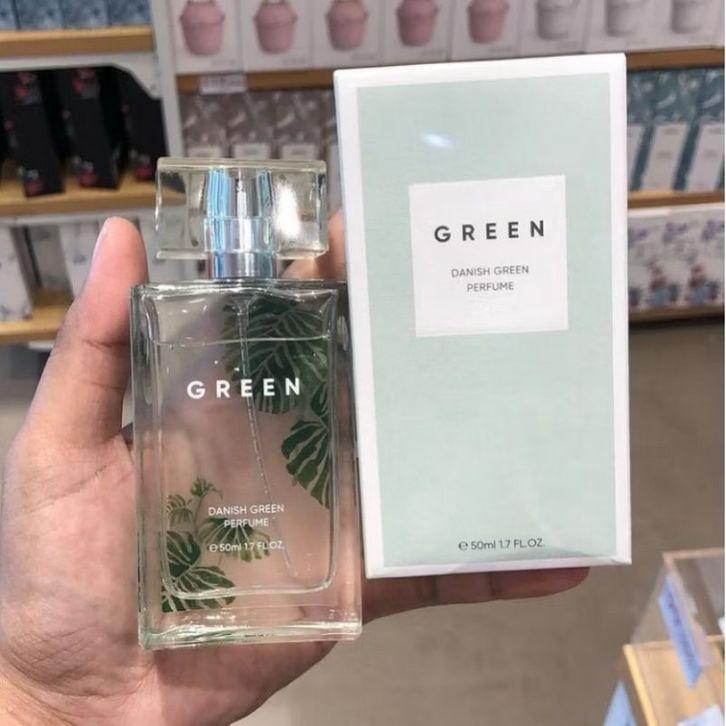 GREEN
DANISH GREEN
PERFUME
℮ 50ml 1.7 FL.OZ.
GREEN
DANISH GREEN
PERFUME
℮ 50ml 1.7 FL.OZ.